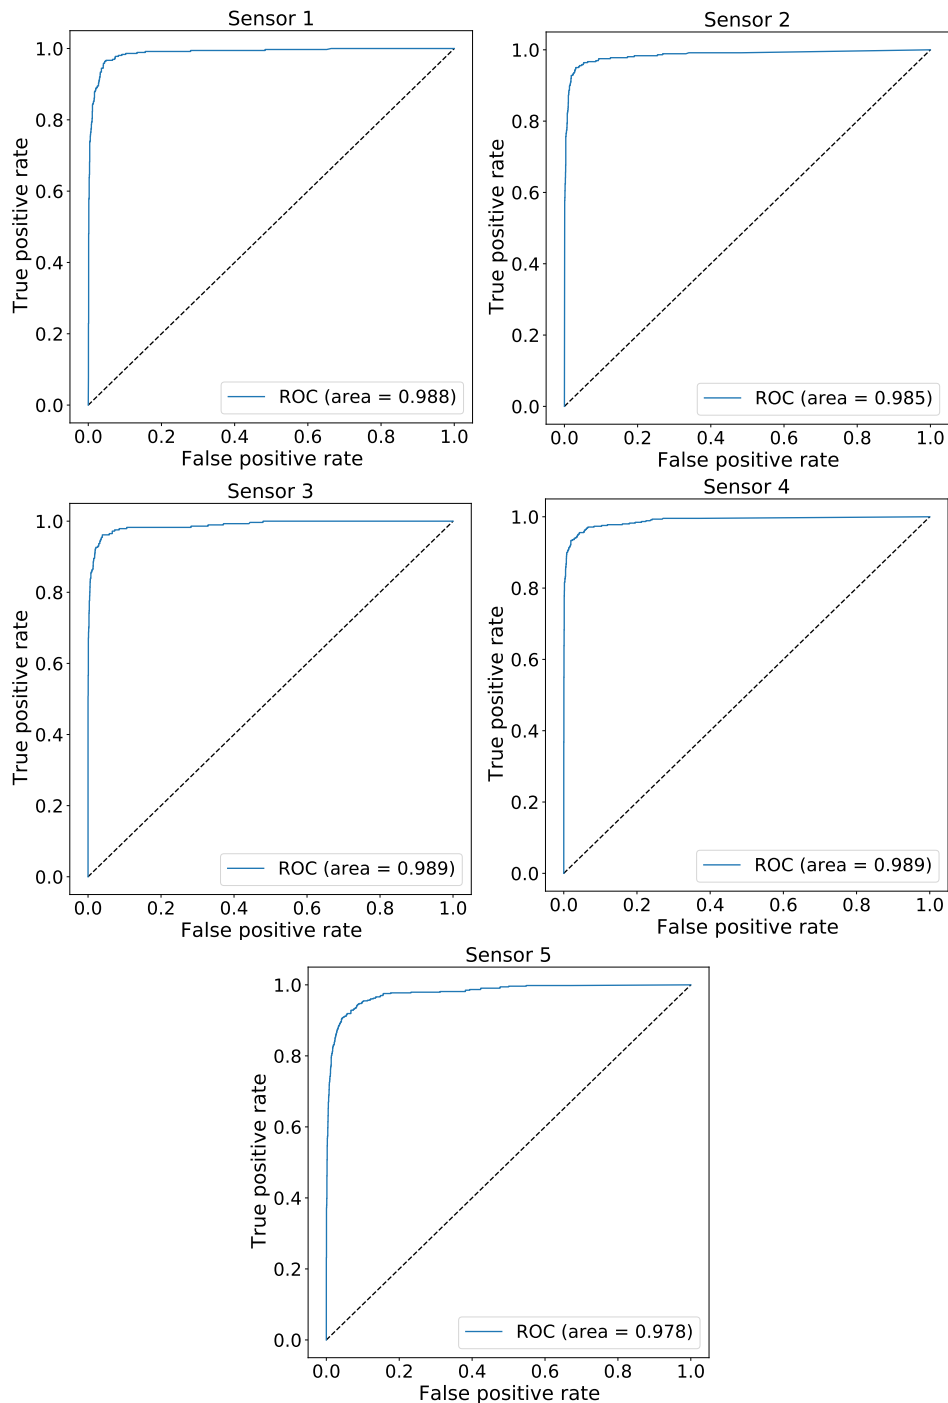 Sensor 1
True positive rate
1.0
0.8
0.6
0.4
0.2
0.0
ROC (area = 0.988)
0.0 0.2 0.4 0.6 0.8 1.0
False positive rate
Sensor 2
True positive rate
1.0
0.8
0.6
0.4
0.2
0.0
ROC (area = 0.985)
0.0 0.2 0.4 0.6 0.8 1.0
False positive rate
Sensor 3
True positive rate
1.0
0.8
0.6
0.4
0.2
0.0
ROC (area = 0.989)
0.0 0.2 0.4 0.6 0.8 1.0
False positive rate
Sensor 4
True positive rate
1.0
0.8
0.6
0.4
0.2
0.0
ROC (area = 0.989)
0.0 0.2 0.4 0.6 0.8 1.0
False positive rate
Sensor 5
True positive rate
1.0
0.8
0.6
0.4
0.2
0.0
ROC (area = 0.978)
0.0 0.2 0.4 0.6 0.8 1.0
False positive rate